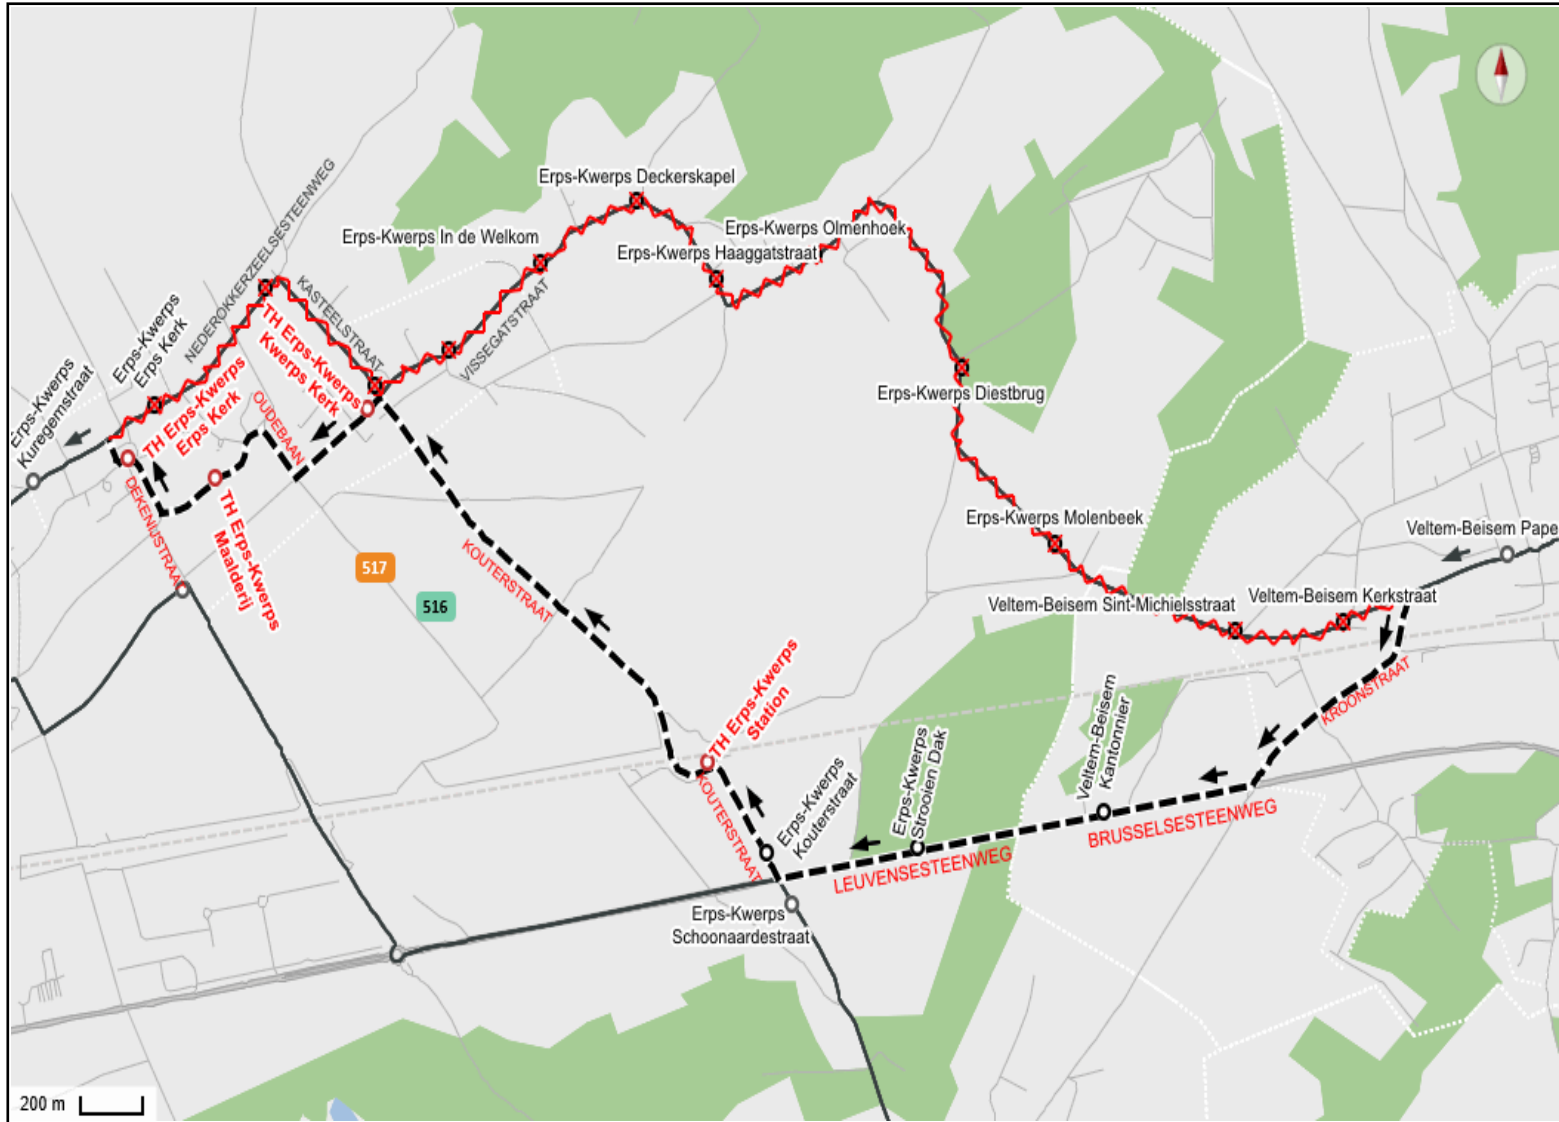 Erps-Kwerps Deckerskapel
Erps-Kwerps In de Welkom
Erps-Kwerps Olmenhoek
Erps-Kwerps Haaggatstraat
NEDEROKKERZEELSESTEENWEG
KASTEELSTRAAT
VISSEGATSTRAAT
Erps-Kwerps
Erps Kerk
Erps-Kwerps
Kuregemstraat
TH Erps-Kwerps
Kwerps Kerk
TH Erps-Kwerps
Erps Kerk
OUDEBAAN
DEKENIJSTRAAT
TH Erps-Kwerps
Maalderij
Erps-Kwerps Diestbrug
517
516
KOUTERSTRAAT
Erps-Kwerps Molenbeek
Veltem-Beisem Pape
Veltem-Beisem Sint-Michielsstraat
Veltem-Beisem Kerkstraat
KROONSTRAAT
TH Erps-Kwerps
Station
KOUTERSTRAAT
Erps-Kwerps
Kouterstraat
Erps-Kwerps
Strooien Dak
Veltem-Beisem
Kantonnier
BRUSSELSESTEENWEG
LEUVENSESTEENWEG
Erps-Kwerps
Schoonaardestraat
200 m